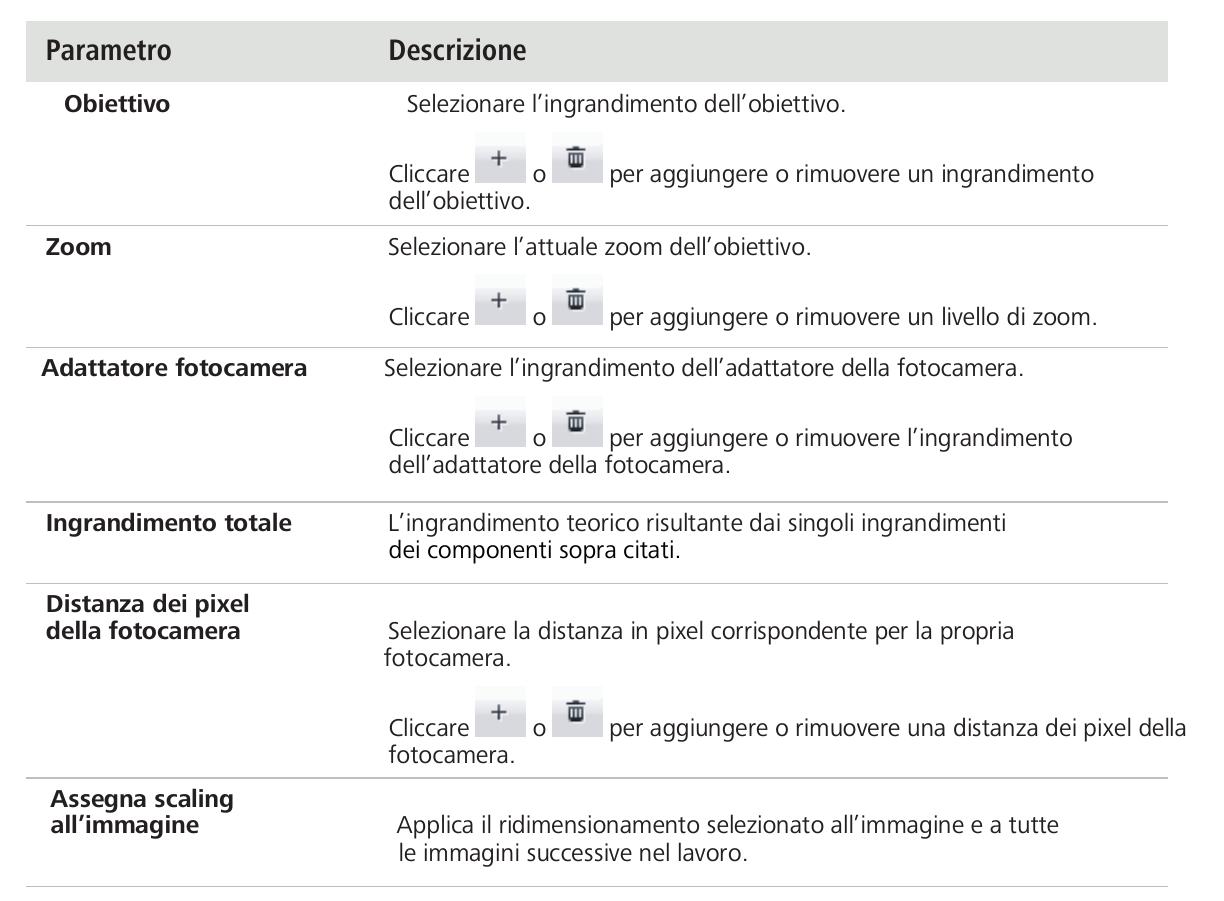 Parametro Descrizione
Obiettivo Selezionare l’ingrandimento dell’obiettivo.
Cliccare + o per aggiungere o rimuovere un ingrandimento
dell’obiettivo.
Zoom Selezionare l’attuale zoom dell’obiettivo.
Cliccare + o per aggiungere o rimuovere un livello di zoom.
Adattatore fotocamera Selezionare l’ingrandimento dell’adattatore della fotocamera.
Cliccare + o per aggiungere o rimuovere l’ingrandimento
dell’adattatore della fotocamera.
Ingrandimento totale L’ingrandimento teorico risultante dai singoli ingrandimenti
dei componenti sopra citati.
Distanza dei pixel
della fotocamera Selezionare la distanza in pixel corrispondente per la propria
fotocamera.
Cliccare + o per aggiungere o rimuovere una distanza dei pixel della
fotocamera.
Assegna scaling
all’immagine Applica il ridimensionamento selezionato all’immagine e a tutte
le immagini successive nel lavoro.